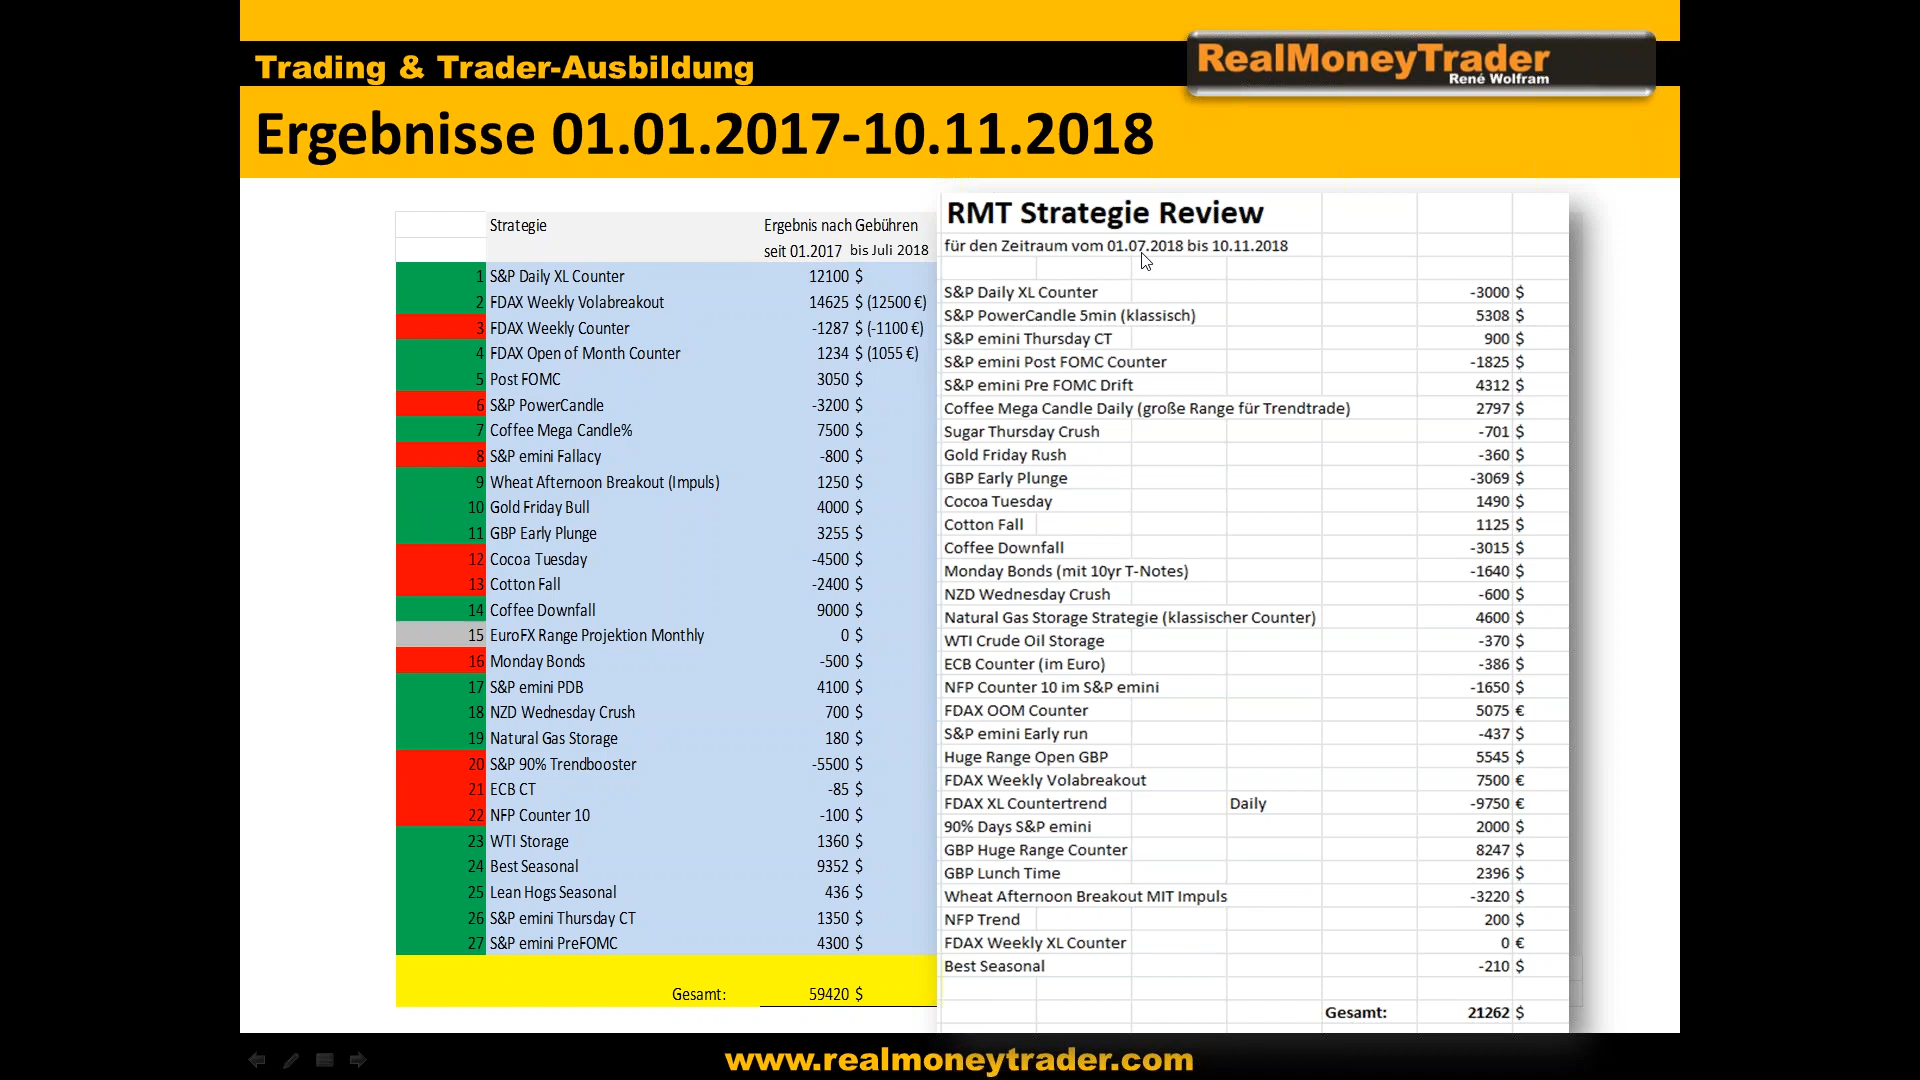 Trading & Trader-Ausbildung
RealMoneyTrader
René Wolfram
Ergebnisse 01.01.2017-10.11.2018
Strategie Ergebnis nach Gebühren
seit 01.2017 bis Juli 2018
1 S&P Daily XL Counter 12100 $
2 FDAX Weekly Volabreakout 14625 $ (12500 €)
3 FDAX Weekly Counter -1287 $ (-1100 €)
4 FDAX Open of Month Counter 1234 $ (1055 €)
5 Post FOMC 3050 $
6 S&P PowerCandle -3200 $
7 Coffee Mega Candle% 7500 $
8 S&P emini Fallacy -800 $
9 Wheat Afternoon Breakout (Impuls) 1250 $
10 Gold Friday Bull 4000 $
11 GBP Early Plunge 3255 $
12 Cocoa Tuesday -4500 $
13 Cotton Fall -2400 $
14 Coffee Downfall 9000 $
15 EuroFX Range Projektion Monthly 0 $
16 Monday Bonds -500 $
17 S&P emini PDB 4100 $
18 NZD Wednesday Crush 700 $
19 Natural Gas Storage 180 $
20 S&P 90% Trendbooster -5500 $
21 ECB CT -85 $
22 NFP Counter 10 -100 $
23 WTI Storage 1360 $
24 Best Seasonal 9352 $
25 Lean Hogs Seasonal 436 $
26 S&P emini Thursday CT 1350 $
27 S&P emini PreFOMC 4300 $
Gesamt: 59420 $
RMT Strategie Review
für den Zeitraum vom 01.07.2018 bis 10.11.2018
S&P Daily XL Counter -3000 $
S&P PowerCandle 5min (klassisch) 5308 $
S&P emini Thursday CT 900 $
S&P emini Post FOMC Counter -1825 $
S&P emini Pre FOMC Drift 4312 $
Coffee Mega Candle Daily (große Range für Trendtrade) 2797 $
Sugar Thursday Crush -701 $
Gold Friday Rush -360 $
GBP Early Plunge -3069 $
Cocoa Tuesday 1490 $
Cotton Fall 1125 $
Coffee Downfall -3015 $
Monday Bonds (mit 10yr T-Notes) -1640 $
NZD Wednesday Crush -600 $
Natural Gas Storage Strategie (klassischer Counter) 4600 $
WTI Crude Oil Storage -370 $
ECB Counter (im Euro) -386 $
NFP Counter 10 im S&P emini -1650 $
FDAX OOM Counter 5075 €
S&P emini Early run -437 $
Huge Range Open GBP 5545 $
FDAX Weekly Volabreakout 7500 €
FDAX XL Countertrend Daily -9750 €
90% Days S&P emini 2000 $
GBP Huge Range Counter 8247 $
GBP Lunch Time 2396 $
Wheat Afternoon Breakout MIT Impuls -3220 $
NFP Trend 200 $
FDAX Weekly XL Counter 0 €
Best Seasonal -210 $
Gesamt: 21262 $
www.realmoneytrader.com